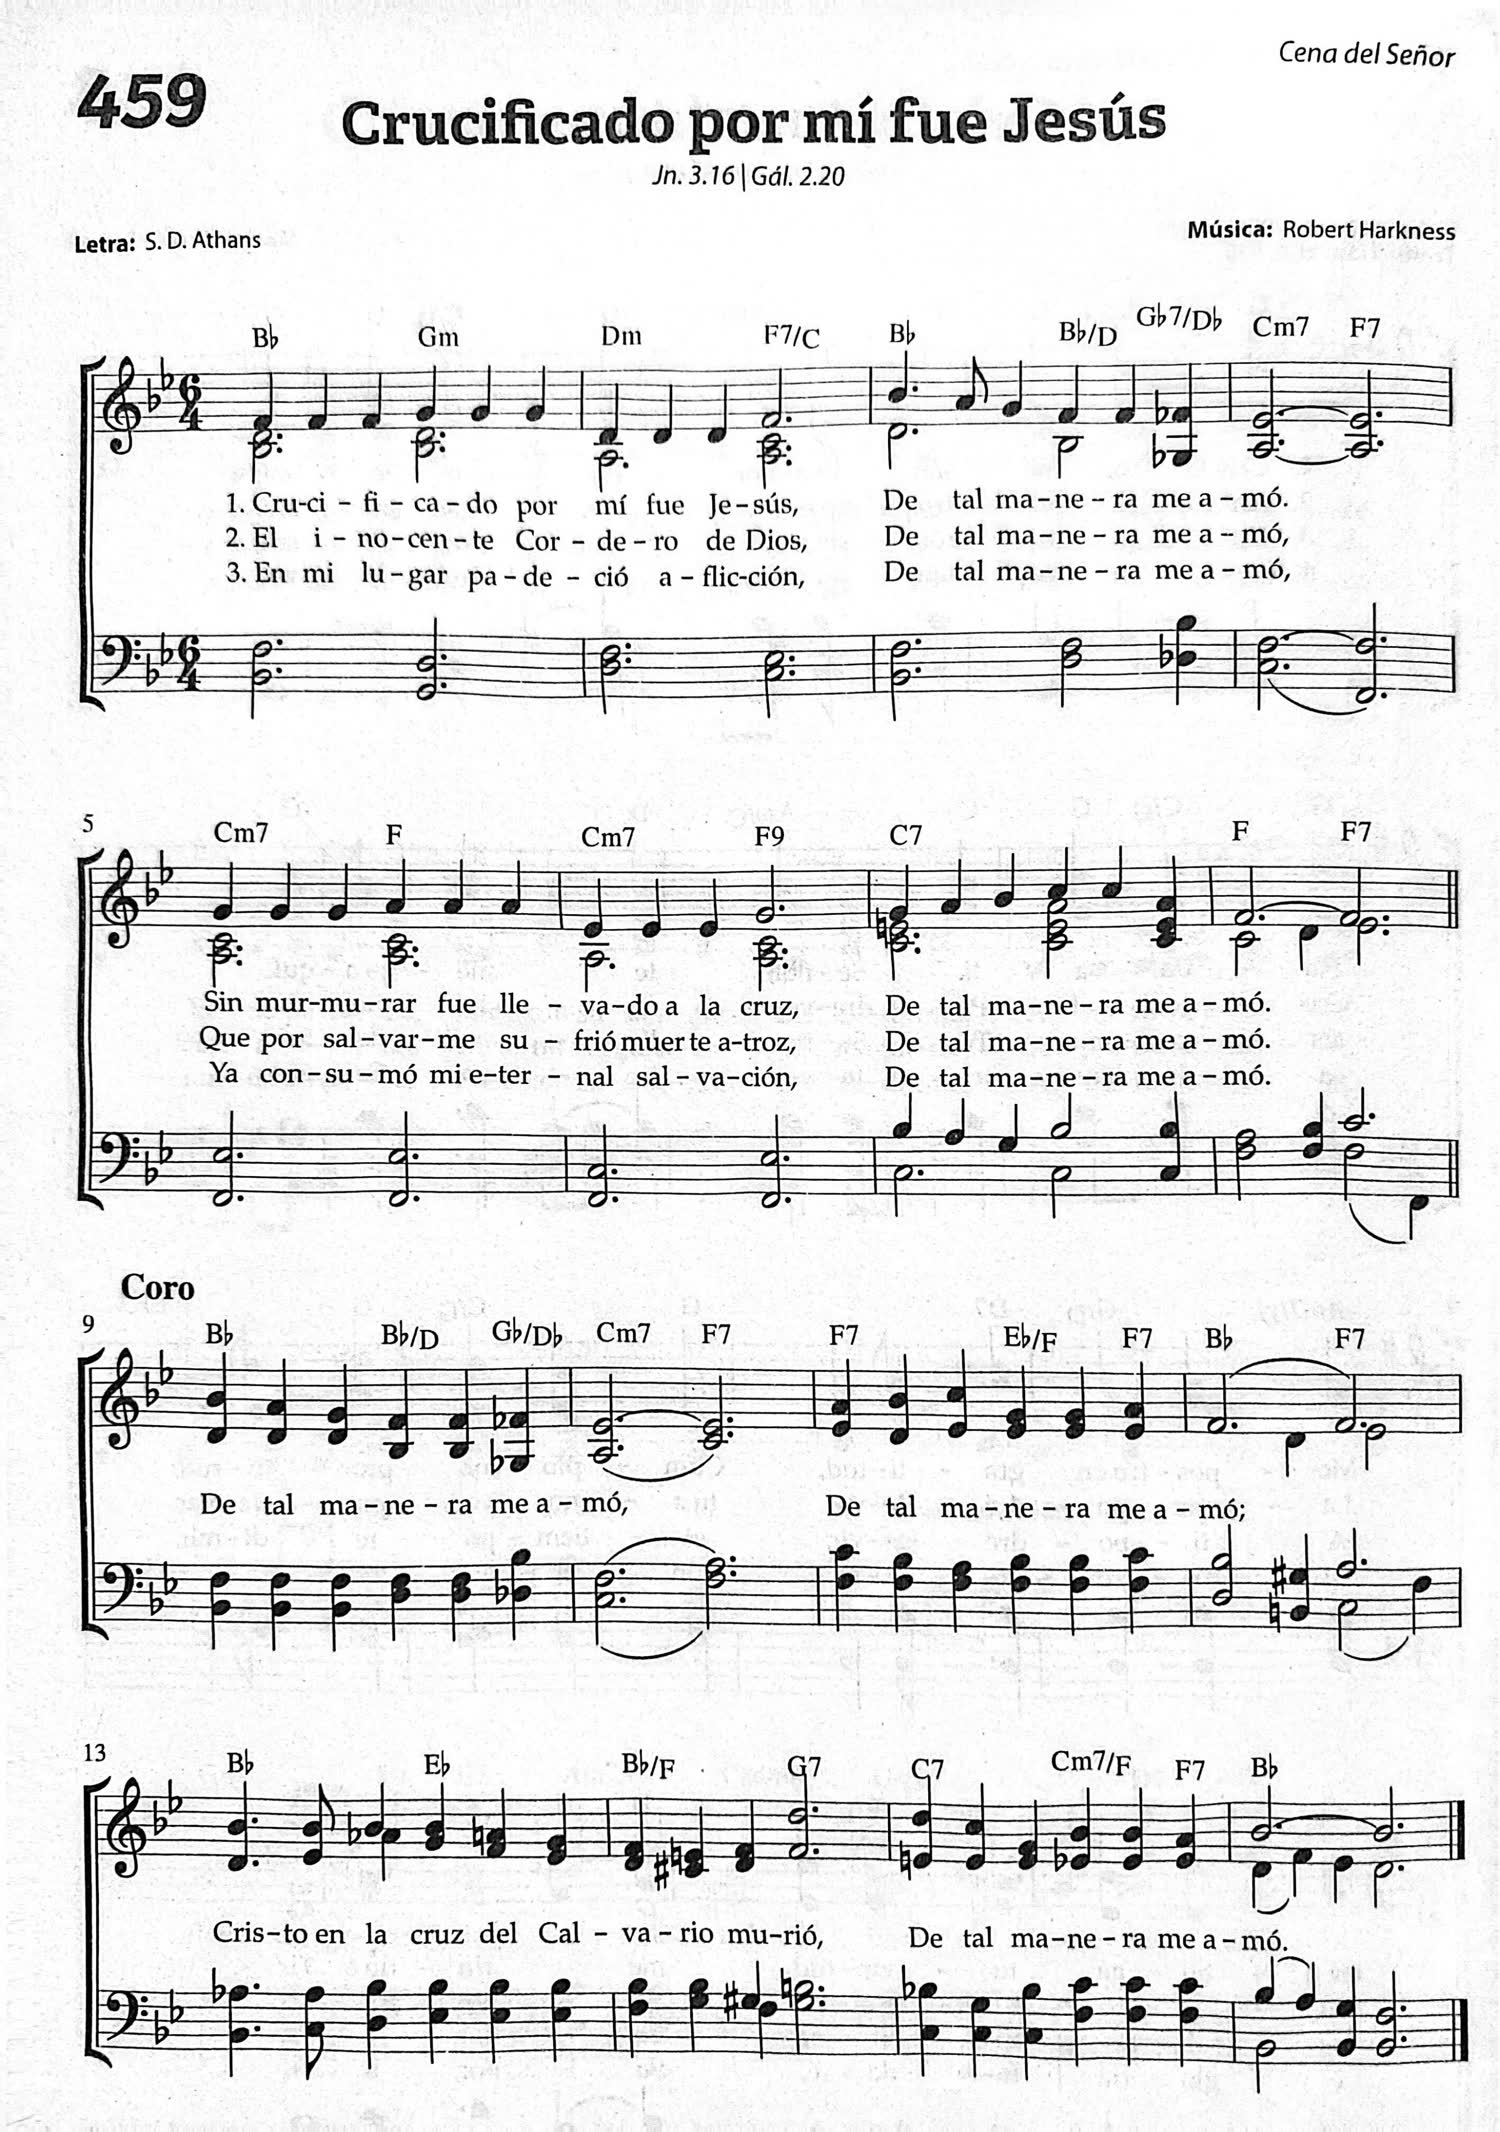 Cena del Señor
459
Crucificado por mí fue Jesús
Jn. 3.16 | Gál. 2.20
Letra: S. D. Athans
Música: Robert Harkness
B♭ Gm Dm F7/C B♭ B♭/D G♭7/D♭ Cm7 F7
6/4
1. Cru-ci – fi – ca – do por mí fue Je – sús, De tal ma – ne – ra me a – mó.
2. El i – no – cen – te Cor – de – ro de Dios, De tal ma – ne – ra me a – mó,
3. En mi lu – gar pa – de – ció a – flic – ción, De tal ma – ne – ra me a – mó,
6/4
5
Cm7 F Cm7 F9 C7 F F7
Sin mur – mu – rar fue lle – va – do a la cruz, De tal ma – ne – ra me a – mó.
Que por sal – var – me su – frió muer te a – troz, De tal ma – ne – ra me a – mó.
Ya con – su – mó mi e – ter – nal sal – va – ción, De tal ma – ne – ra me a – mó.
Coro
9
B♭ B♭/D G♭/D♭ Cm7 F7 F7 E♭/F F7 B♭ F7
De tal ma – ne – ra me a – mó, De tal ma – ne – ra me a – mó;
13
B♭ E♭ B♭/F G7 C7 Cm7/F F7 B♭
Cris – to en la cruz del Cal – va – rio mu – rió, De tal ma – ne – ra me a – mó.